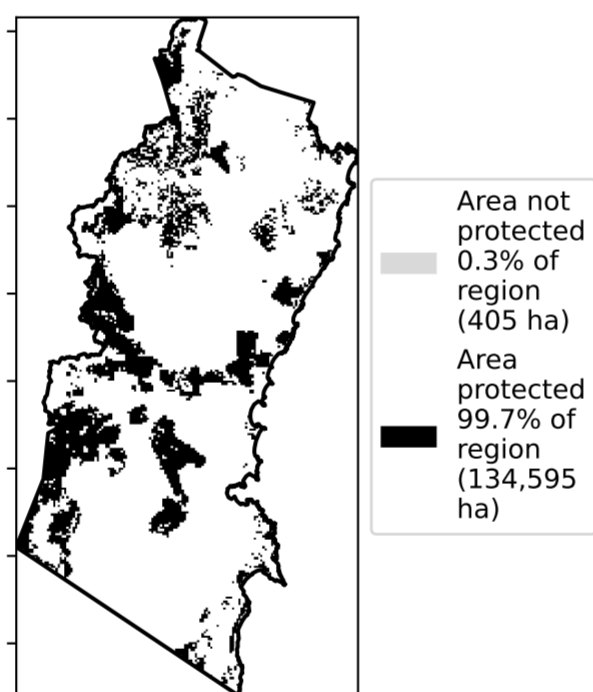 Area not
protected
0.3% of
region
(405 ha)
Area
protected
99.7% of
region
(134,595
ha)